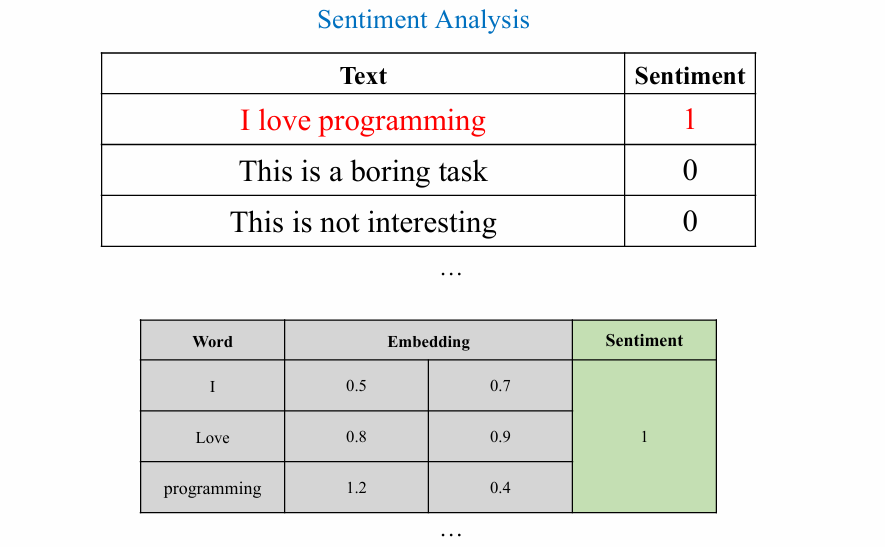 Sentiment Analysis
Text Sentiment
I love programming 1
This is a boring task 0
This is not interesting 0
…
Word Embedding Sentiment
I 0.5 0.7
Love 0.8 0.9 1
programming 1.2 0.4
…